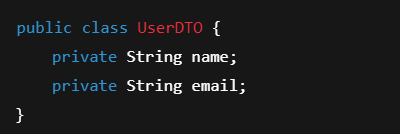 public class UserDTO {
    private String name;
    private String email;
}